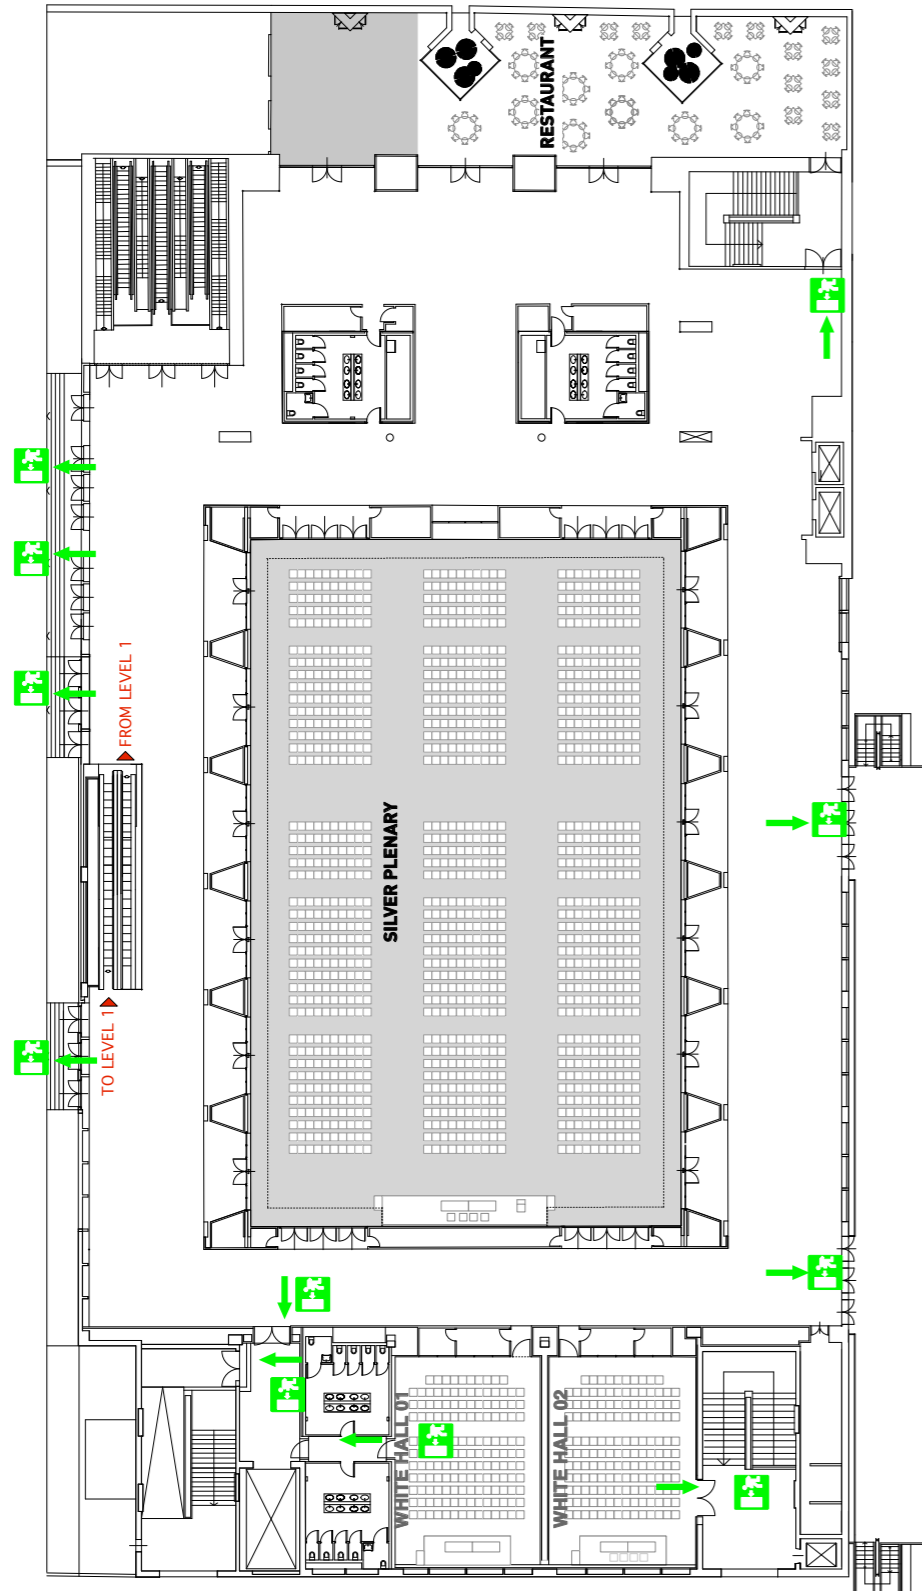 RESTAURANT
FROM LEVEL 1
SILVER PLENARY
TO LEVEL 1
WHITE HALL 01
WHITE HALL 02